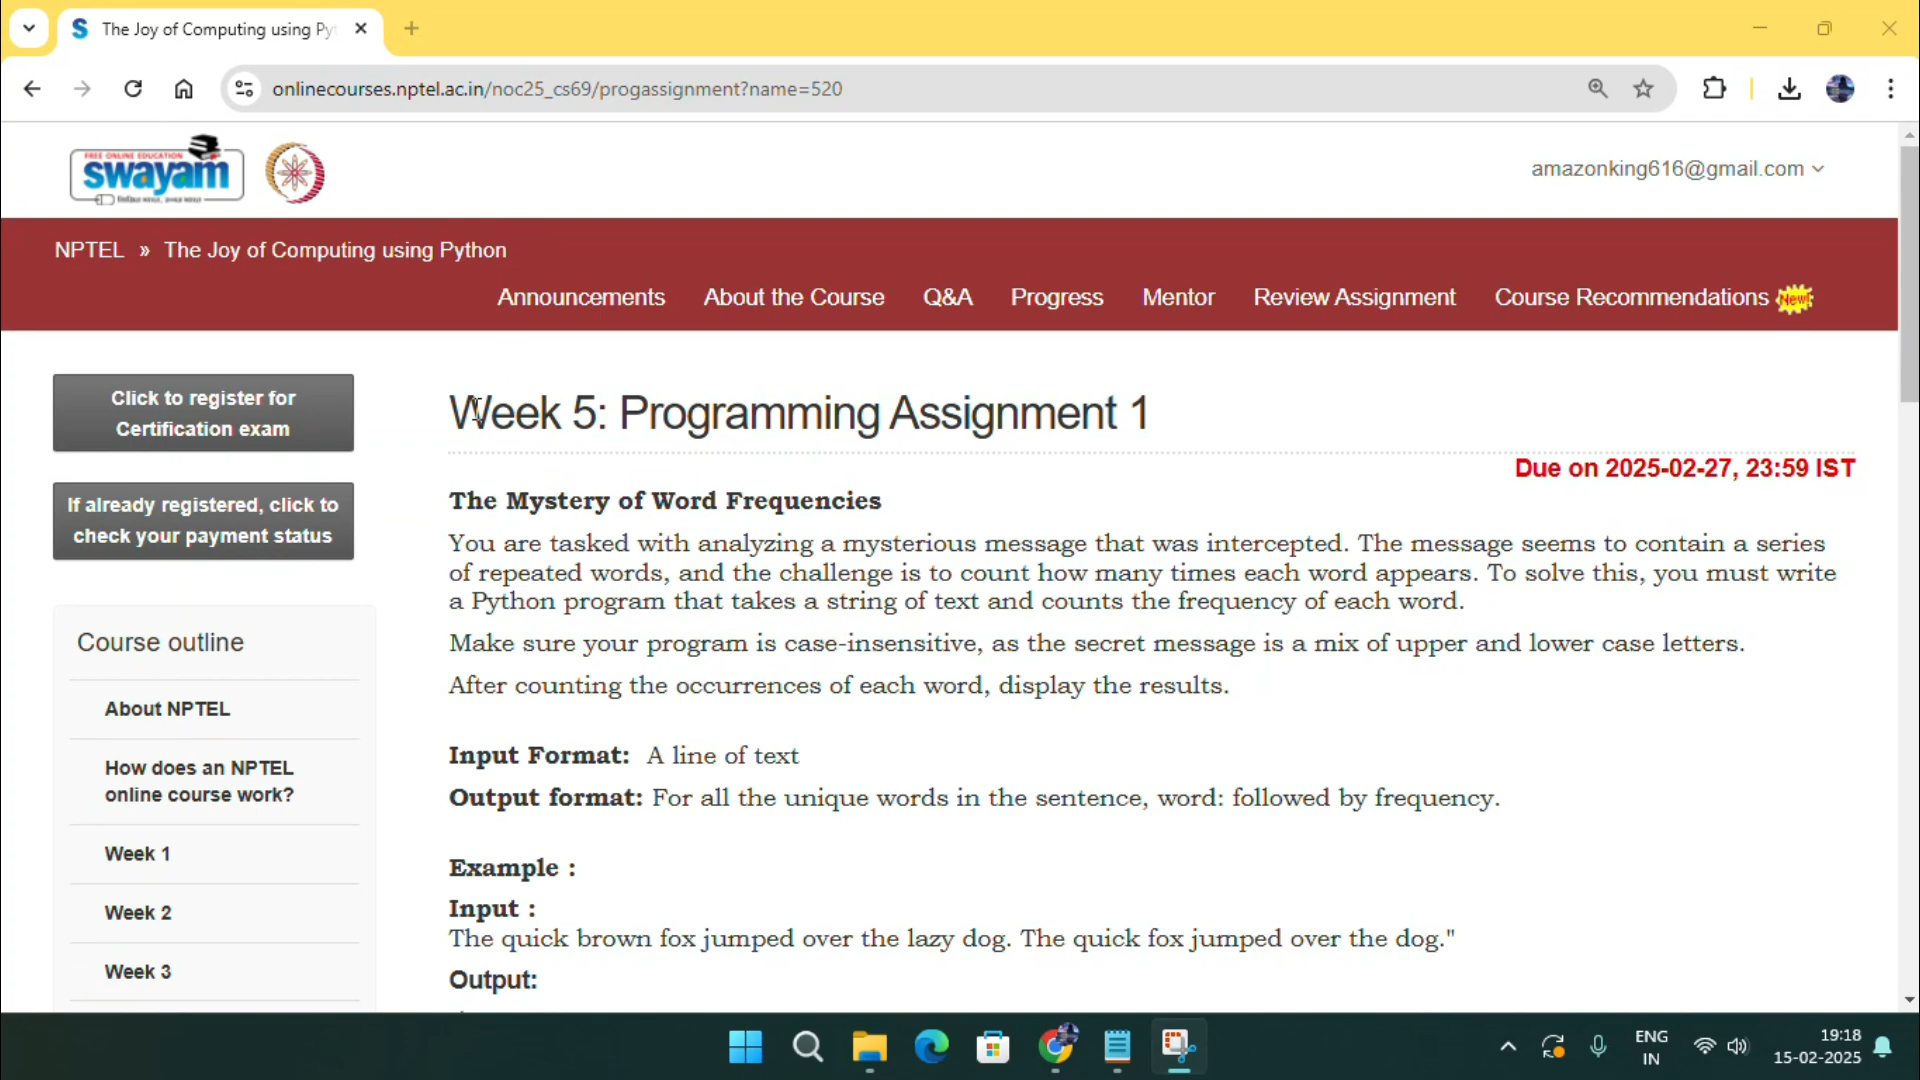 The Joy of Computing using Py
onlinecourses.nptel.ac.in/noc25_cs69/progassignment?name=520
FREE ONLINE EDUCATION
swayam
amazonking616@gmail.com
NPTEL » The Joy of Computing using Python
Announcements About the Course Q&A Progress Mentor Review Assignment Course Recommendations New!
Click to register for
Certification exam
If already registered, click to
check your payment status
Course outline
About NPTEL
How does an NPTEL
online course work?
Week 1
Week 2
Week 3
Week 5: Programming Assignment 1
Due on 2025-02-27, 23:59 IST
The Mystery of Word Frequencies
You are tasked with analyzing a mysterious message that was intercepted. The message seems to contain a series
of repeated words, and the challenge is to count how many times each word appears. To solve this, you must write
a Python program that takes a string of text and counts the frequency of each word.
Make sure your program is case-insensitive, as the secret message is a mix of upper and lower case letters.
After counting the occurrences of each word, display the results.
Input Format: A line of text
Output format: For all the unique words in the sentence, word: followed by frequency.
Example :
Input :
The quick brown fox jumped over the lazy dog. The quick fox jumped over the dog."
Output:
ENG
IN
19:18
15-02-2025